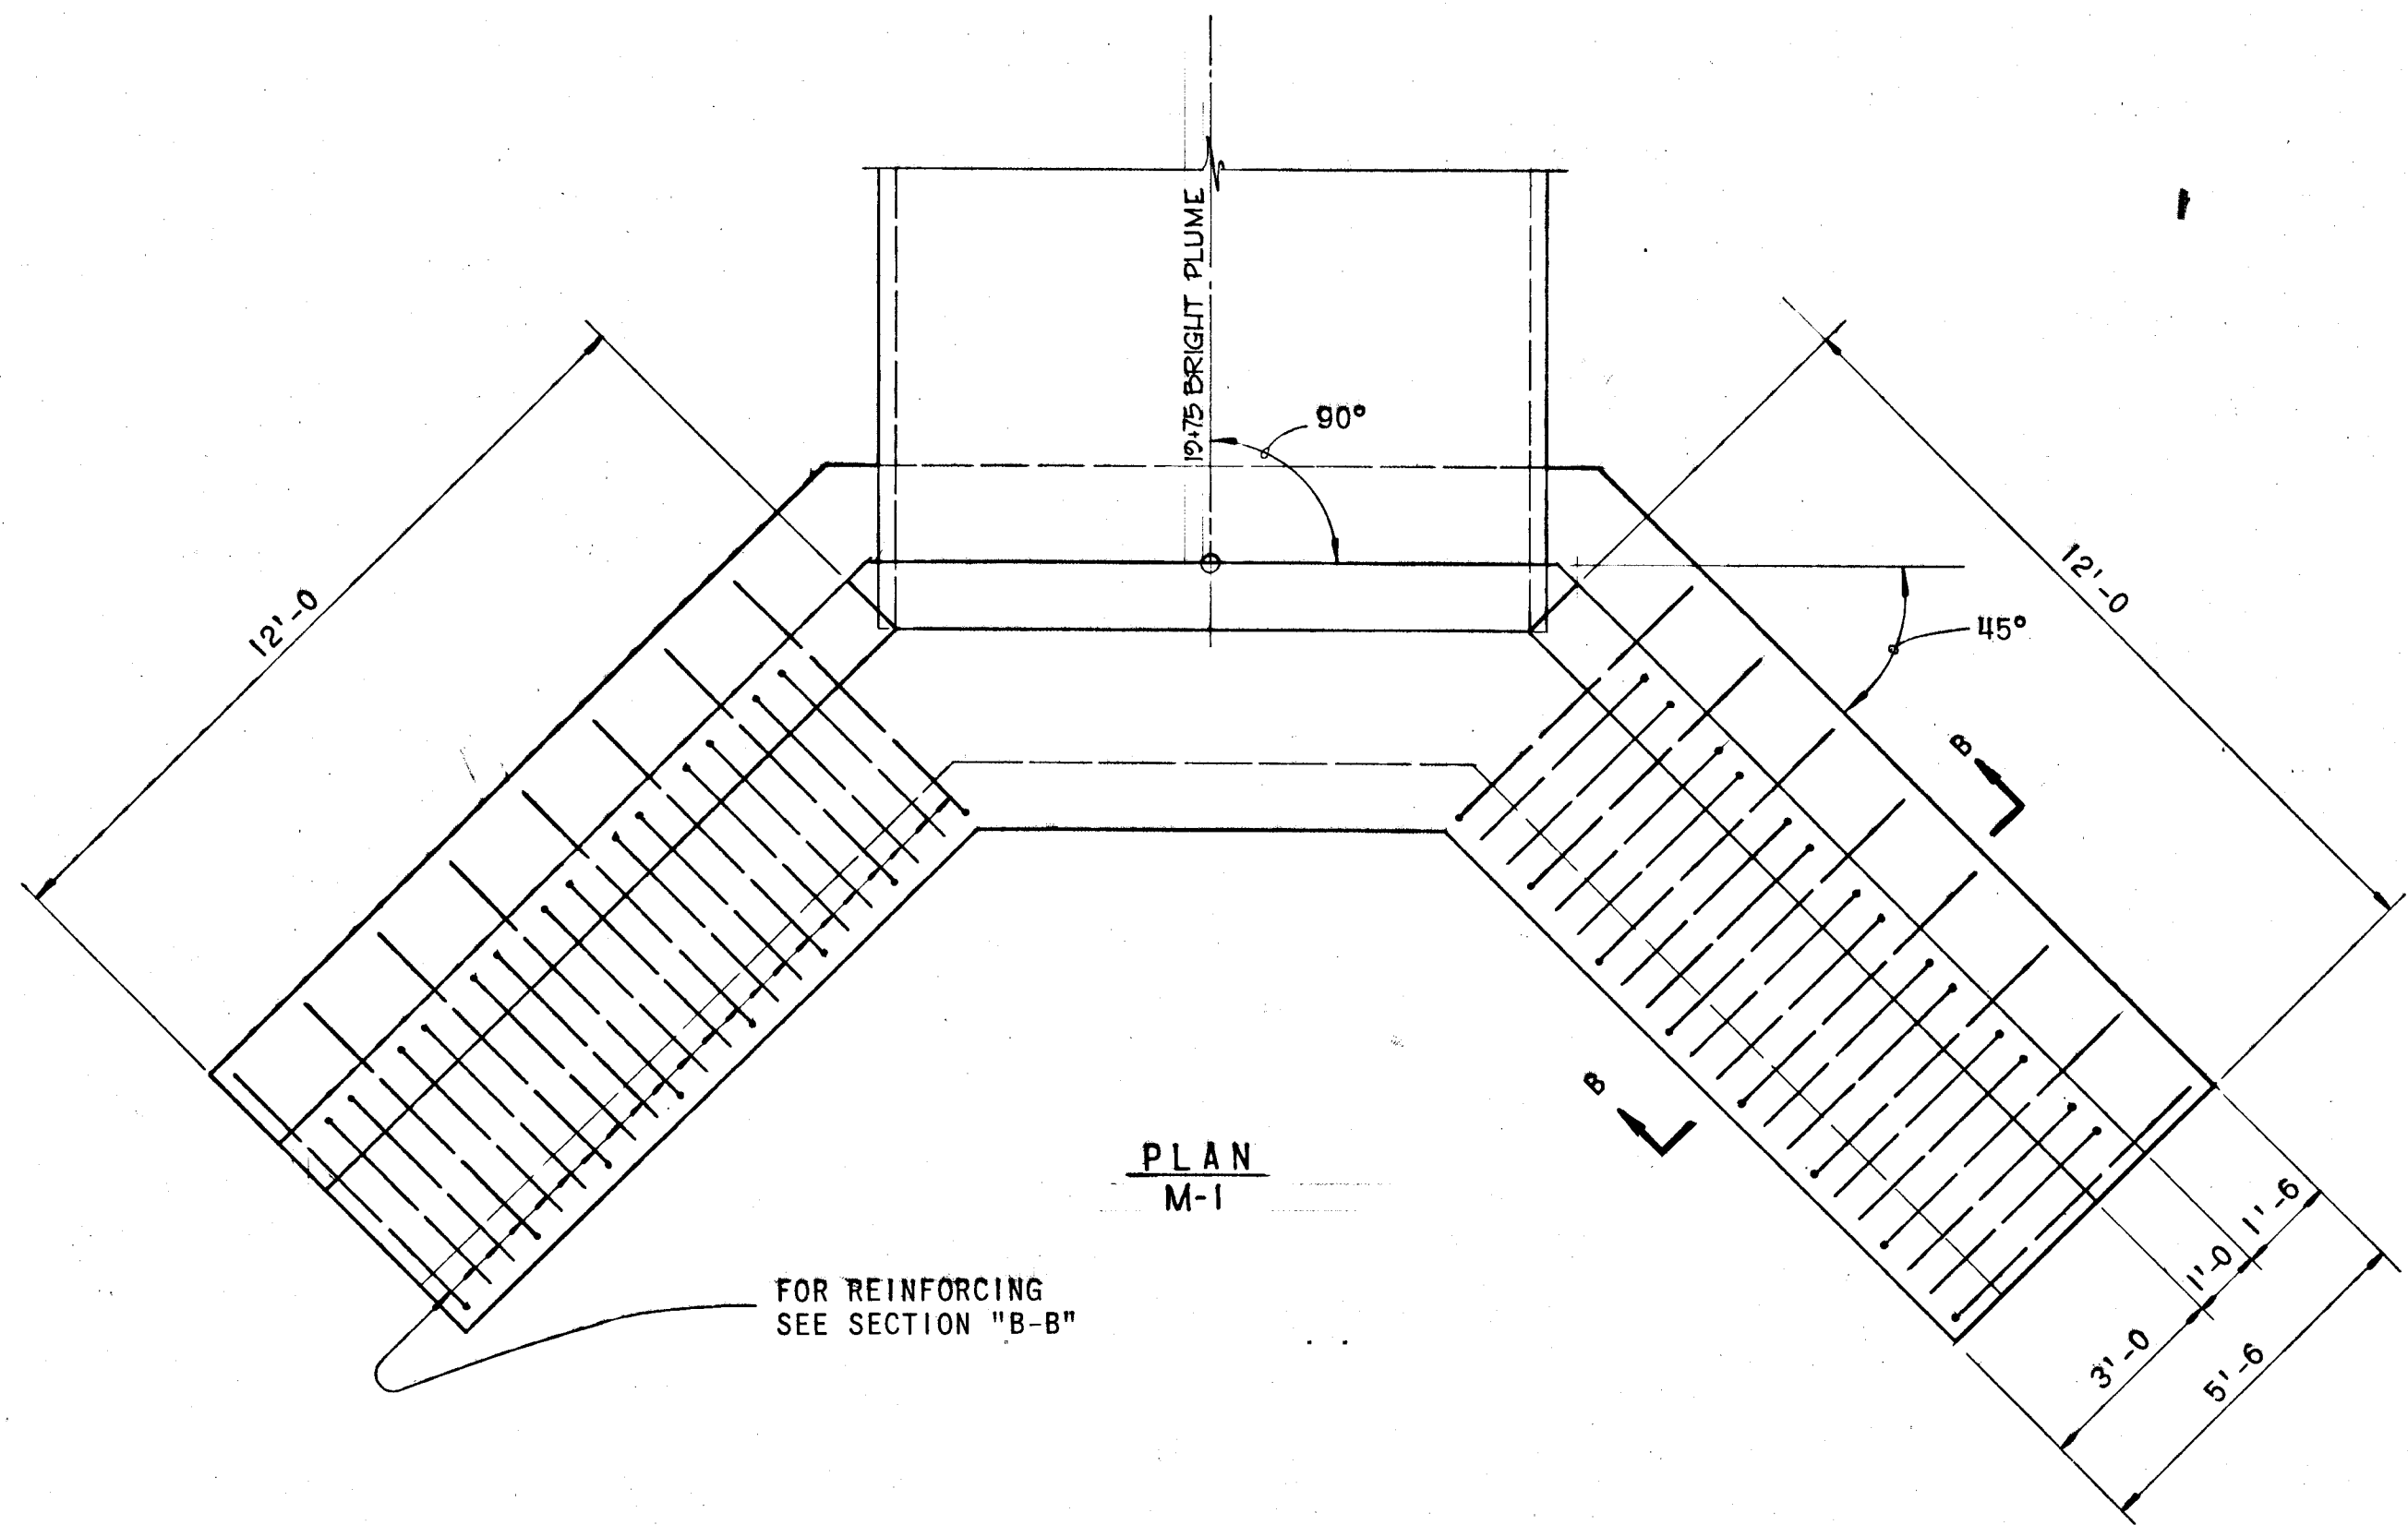 19+75 BRIGHT PLUME
90°
12'-0
12'-0
45°
B
B
PLAN
M-1
1'-6
1'-0
3'-0
5'-6
FOR REINFORCING
SEE SECTION "B-B"